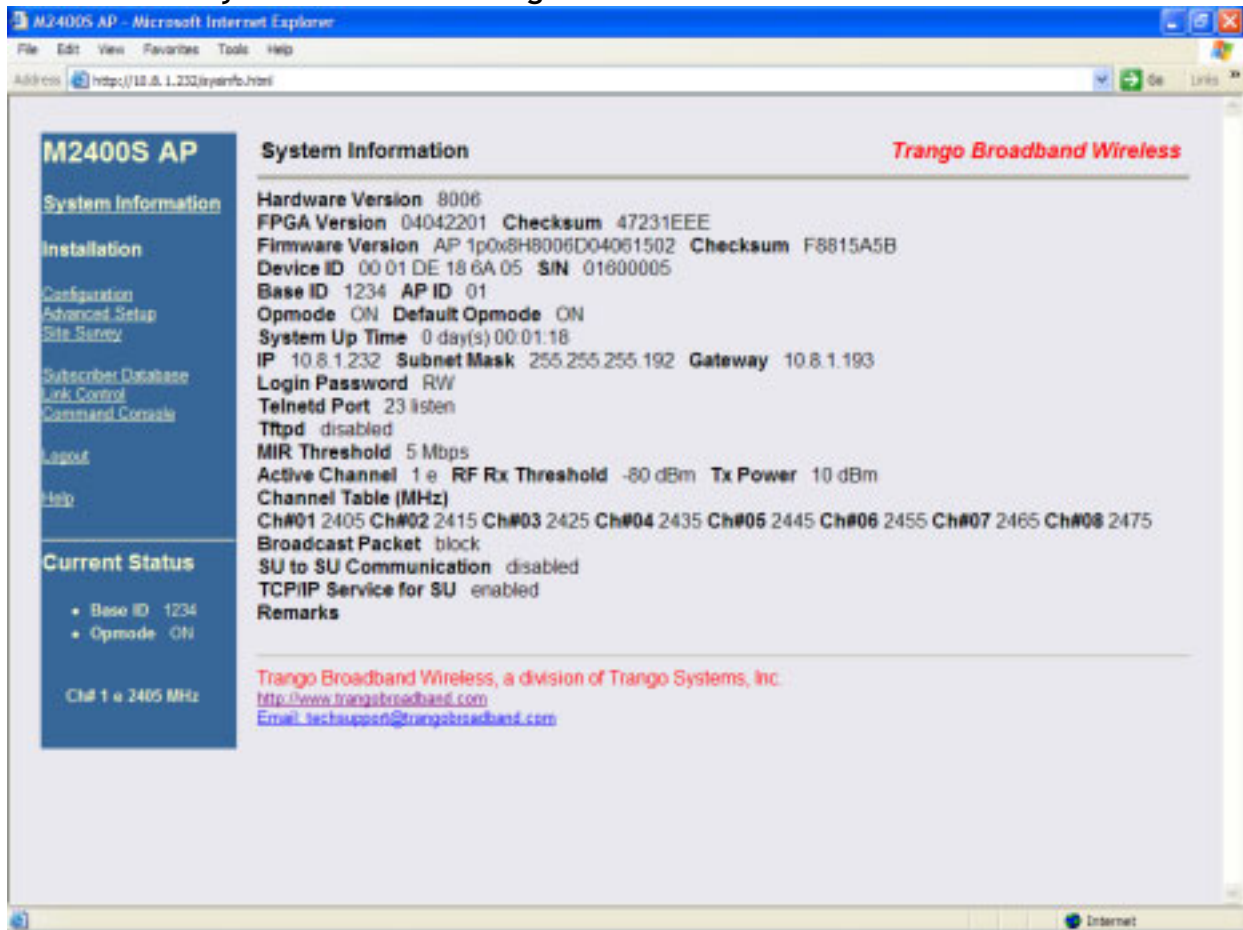 M2400S AP - Microsoft Internet Explorer
File Edit View Favorites Tools Help
Address http://10.8.1.232/sysinfo.html Go Links »
M2400S AP
System Information
Installation
Configuration
Advanced Setup
Site Survey
Subscriber Database
Link Control
Command Console
Logout
Help
Current Status
• Base ID 1234
• Opmode ON
Ch# 1 e 2405 MHz
System Information
Trango Broadband Wireless
Hardware Version 8006
FPGA Version 04042201 Checksum 47231EEE
Firmware Version AP 1p0x8H8006D04061502 Checksum F8815A5B
Device ID 00 01 DE 18 6A 05 S/N 01600005
Base ID 1234 AP ID 01
Opmode ON Default Opmode ON
System Up Time 0 day(s) 00:01:18
IP 10.8.1.232 Subnet Mask 255.255.255.192 Gateway 10.8.1.193
Login Password RW
Telnetd Port 23 listen
Tftpd disabled
MIR Threshold 5 Mbps
Active Channel 1 e RF Rx Threshold -80 dBm Tx Power 10 dBm
Channel Table (MHz)
Ch#01 2405 Ch#02 2415 Ch#03 2425 Ch#04 2435 Ch#05 2445 Ch#06 2455 Ch#07 2465 Ch#08 2475
Broadcast Packet block
SU to SU Communication disabled
TCP/IP Service for SU enabled
Remarks
Trango Broadband Wireless, a division of Trango Systems, Inc.
http://www.trangobroadband.com
Email: techsupport@trangobroadband.com
Internet